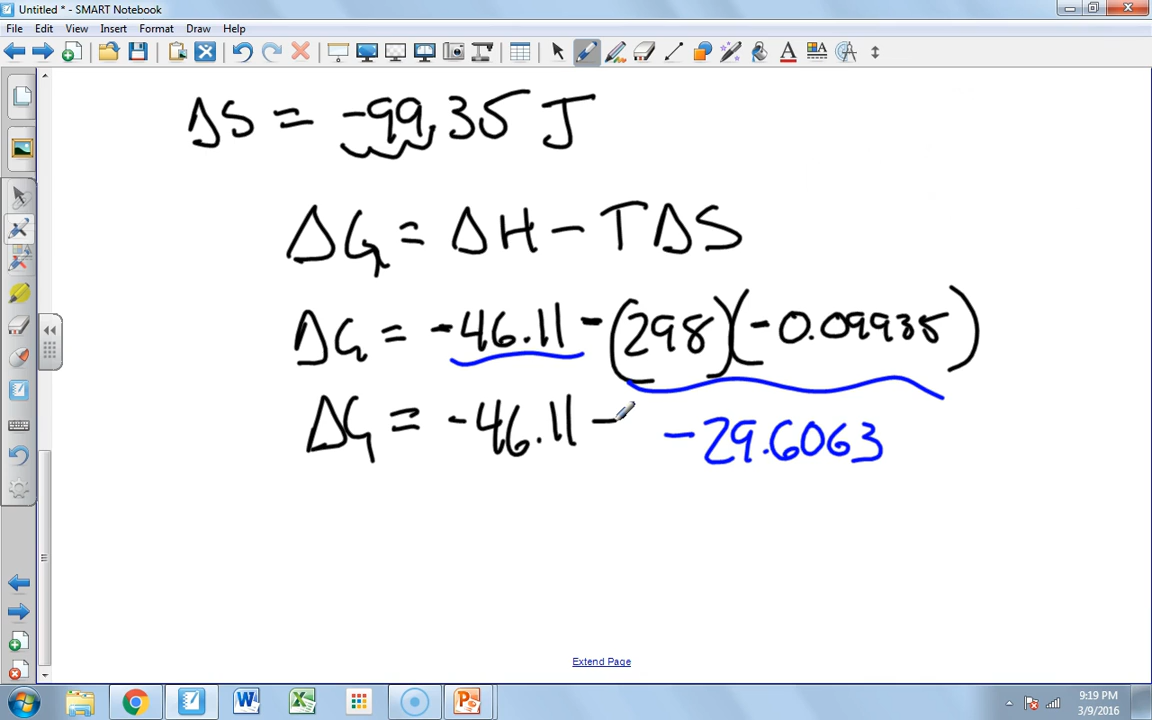 Untitled * - SMART Notebook
File Edit View Insert Format Draw Help
ΔS = -99.35 J
ΔG = ΔH - TΔS
ΔG = -46.11 - (298)(-0.09935)
ΔG = -46.11 - -29.6063
Extend Page
9:19 PM
3/9/2016